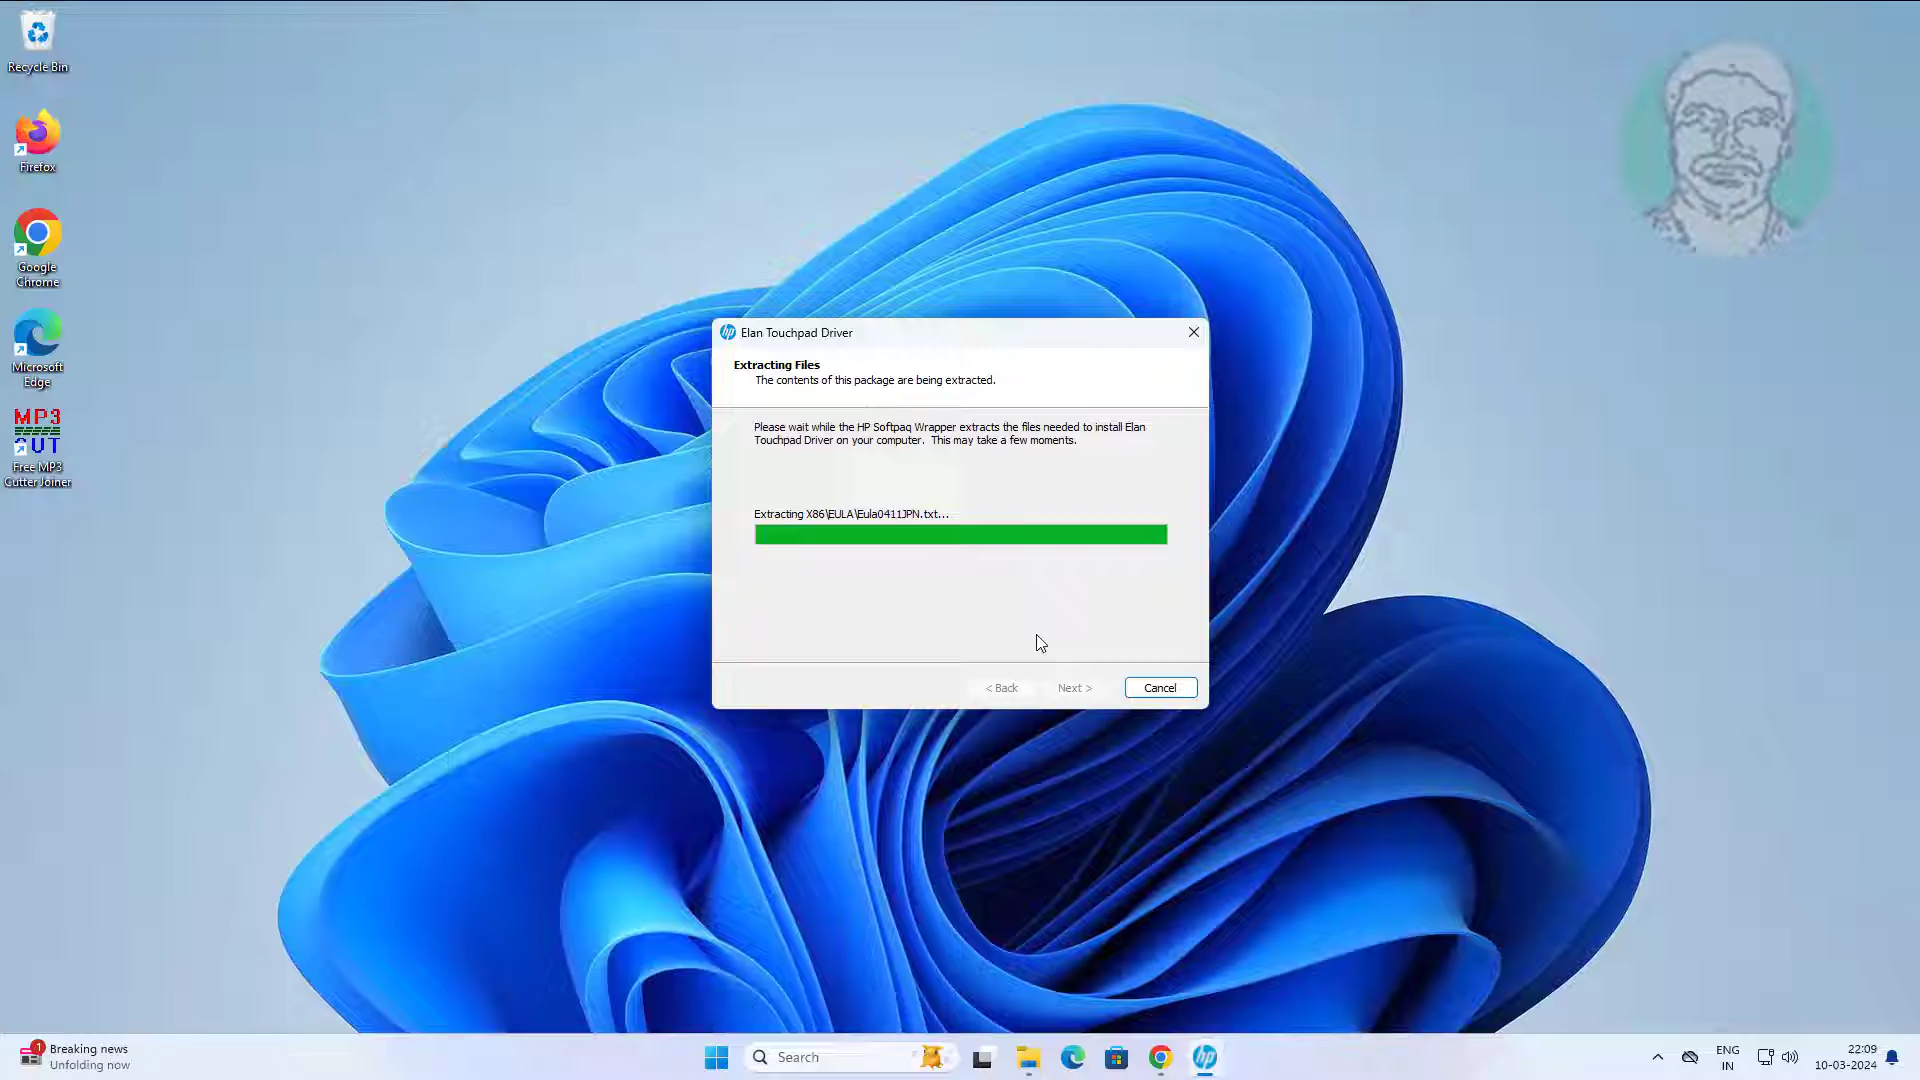 Recycle Bin
Firefox
Google
Chrome
Microsoft
Edge
MP3
CUT
Free MP3
Cutter Joiner
hp Elan Touchpad Driver
Extracting Files
The contents of this package are being extracted.
Please wait while the HP Softpaq Wrapper extracts the files needed to install Elan
Touchpad Driver on your computer.  This may take a few moments.
Extracting X86\EULA\Eula0411JPN.txt...
< Back
Next >
Cancel
1
Breaking news
Unfolding now
Search
hp
ENG
IN
22:09
10-03-2024